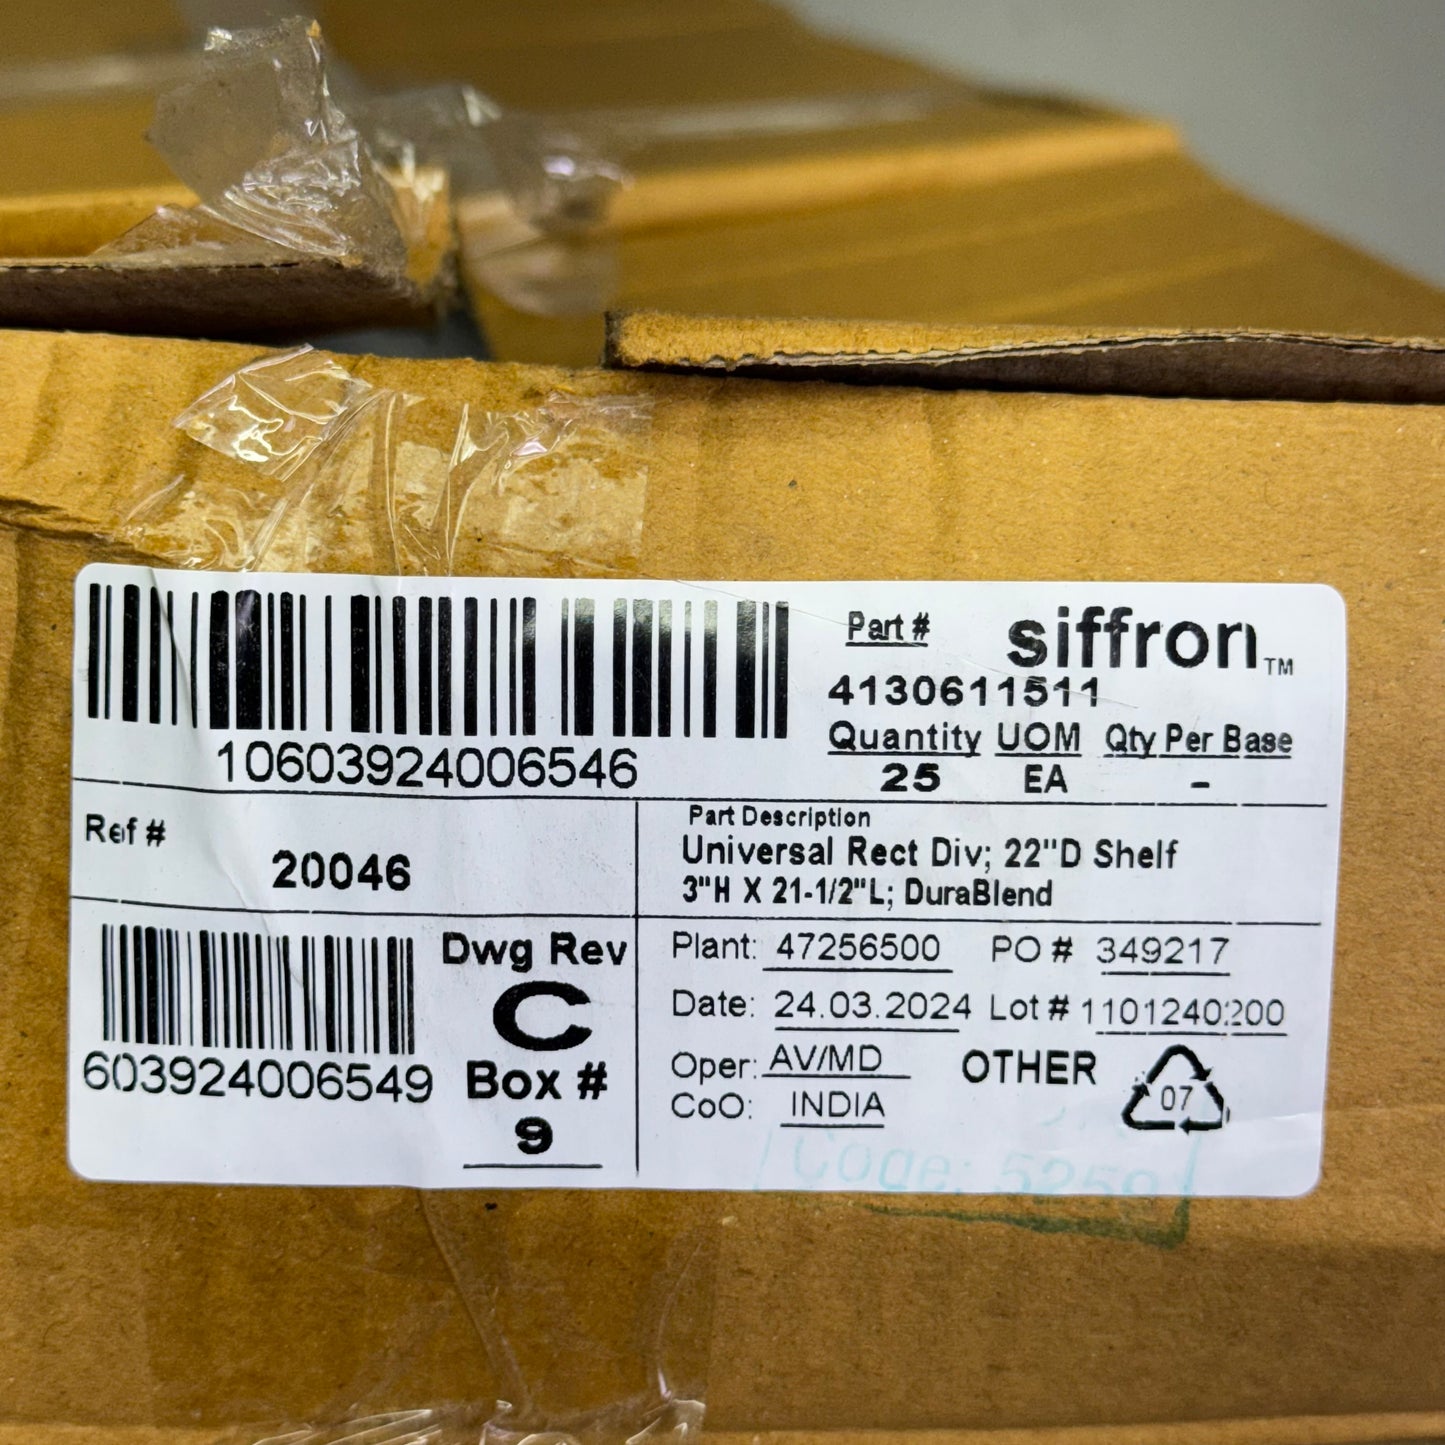 Part #
siffron™
4130611511
Quantity UOM Qty Per Base
25 EA -
10603924006546
Ref #
20046
Part Description
Universal Rect Div; 22"D Shelf
3"H X 21-1/2"L; DuraBlend
603924006549
Dwg Rev
C
Box #
9
Plant: 47256500 PO # 349217
Date: 24.03.2024 Lot # 1101240200
Oper: AV/MD OTHER 07
CoO: INDIA
Code: